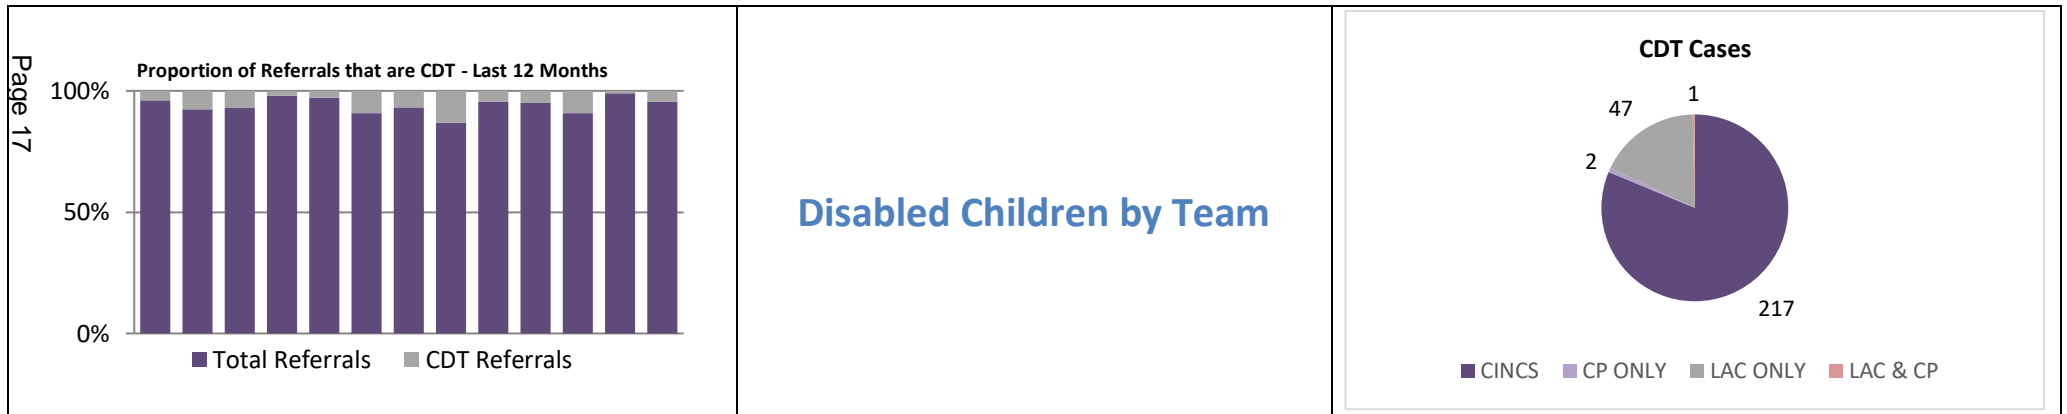 Page 17
Proportion of Referrals that are CDT - Last 12 Months
100%
50%
0%
Total Referrals CDT Referrals
Disabled Children by Team
CDT Cases
1
47
2
217
CINCS CP ONLY LAC ONLY LAC & CP